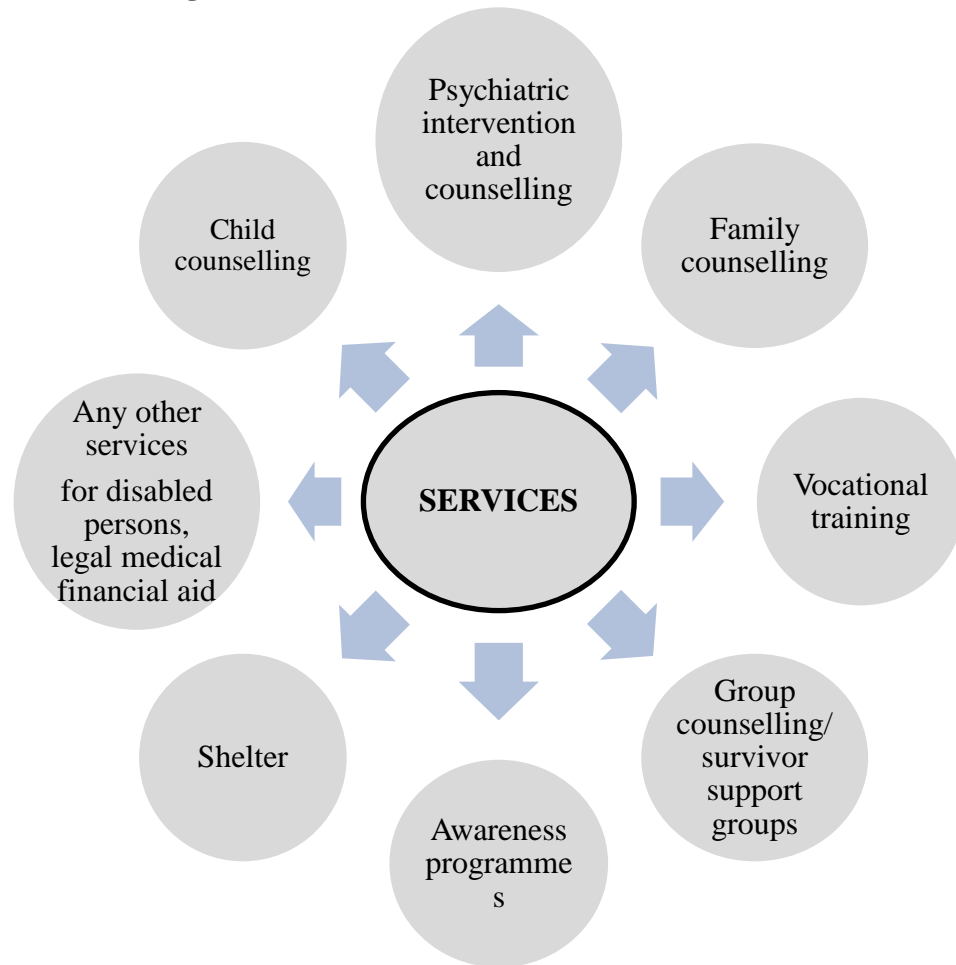 Psychiatric
intervention
and
counselling
Family
counselling
Vocational
training
Group
counselling/
survivor
support
groups
Awareness
programme
s
Shelter
Any other
services
for disabled
persons,
legal medical
financial aid
Child
counselling
SERVICES